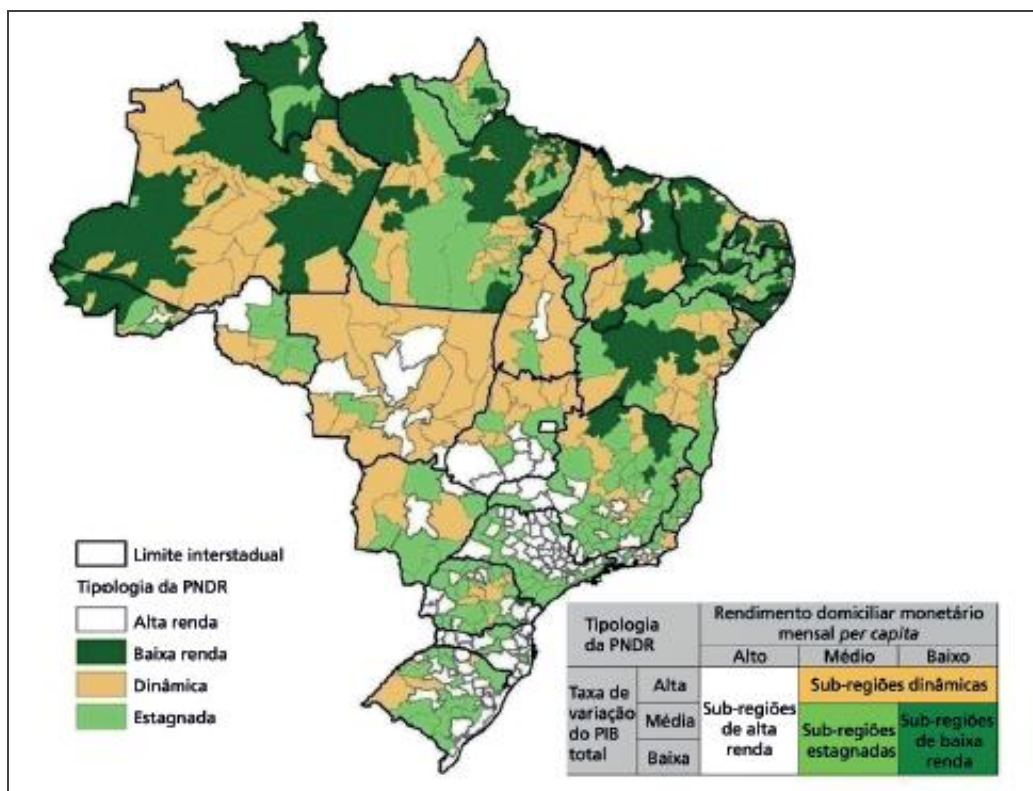 Limite interstadual
Tipologia da PNDR
Alta renda
Baixa renda
Dinâmica
Estagnada
Tipologia
da PNDR
Rendimento domiciliar monetário
mensal per capita
Alto
Médio
Baixo
Taxa de
variação
do PIB
total
Alta
Média
Baixa
Sub-regiões
de alta
renda
Sub-regiões dinâmicas
Sub-regiões
estagnadas
Sub-regiões
de baixa
renda